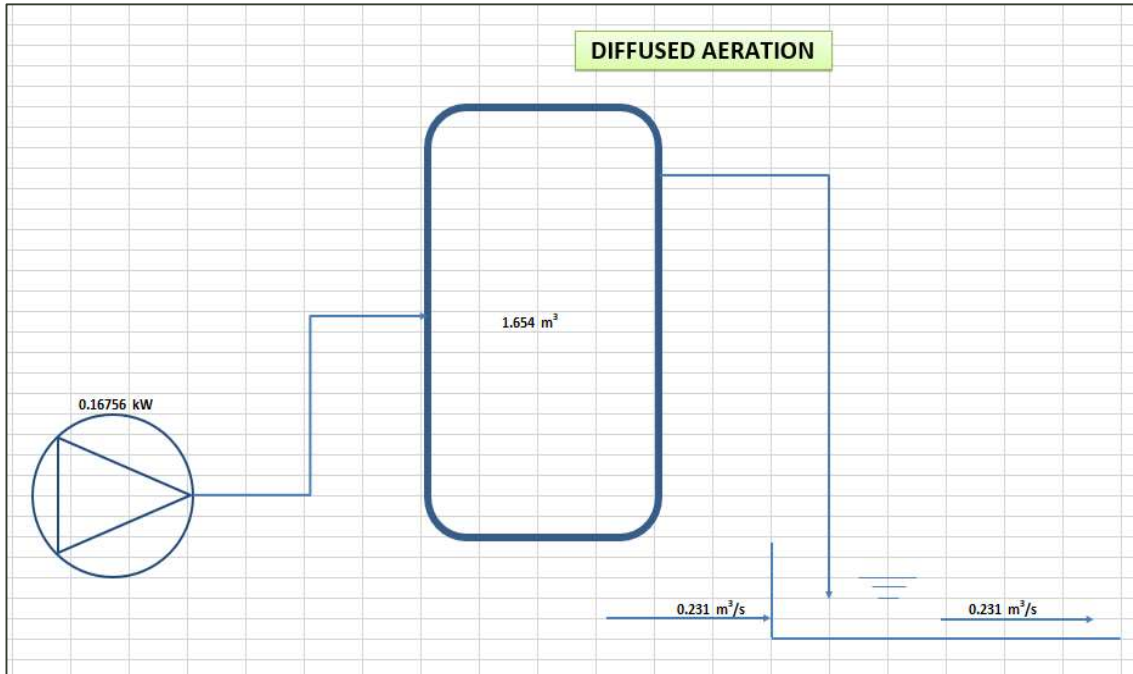 DIFFUSED AERATION
1.654 m³
0.16756 kW
0.231 m³/s
0.231 m³/s